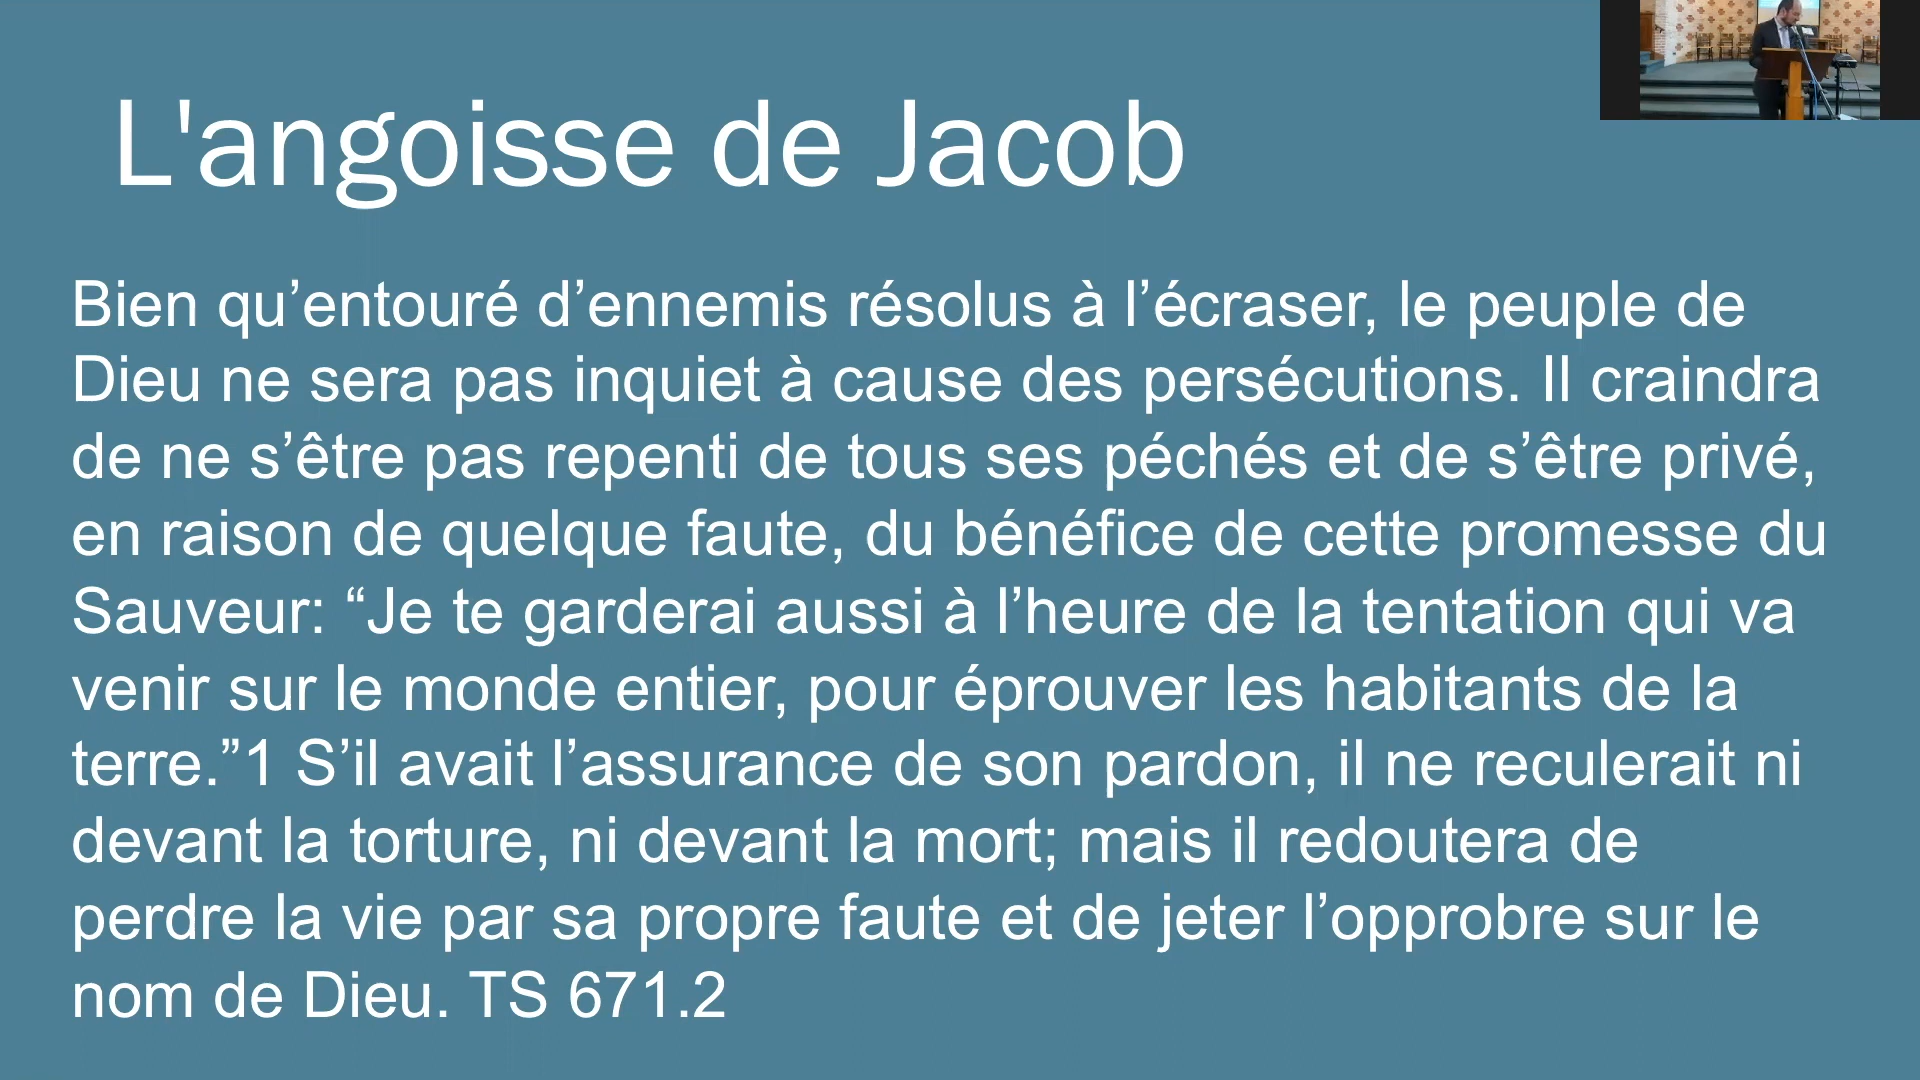 L'angoisse de Jacob
Bien qu’entouré d’ennemis résolus à l’écraser, le peuple de
Dieu ne sera pas inquiet à cause des persécutions. Il craindra
de ne s’être pas repenti de tous ses péchés et de s’être privé,
en raison de quelque faute, du bénéfice de cette promesse du
Sauveur: “Je te garderai aussi à l’heure de la tentation qui va
venir sur le monde entier, pour éprouver les habitants de la
terre.”1 S’il avait l’assurance de son pardon, il ne reculerait ni
devant la torture, ni devant la mort; mais il redoutera de
perdre la vie par sa propre faute et de jeter l’opprobre sur le
nom de Dieu. TS 671.2